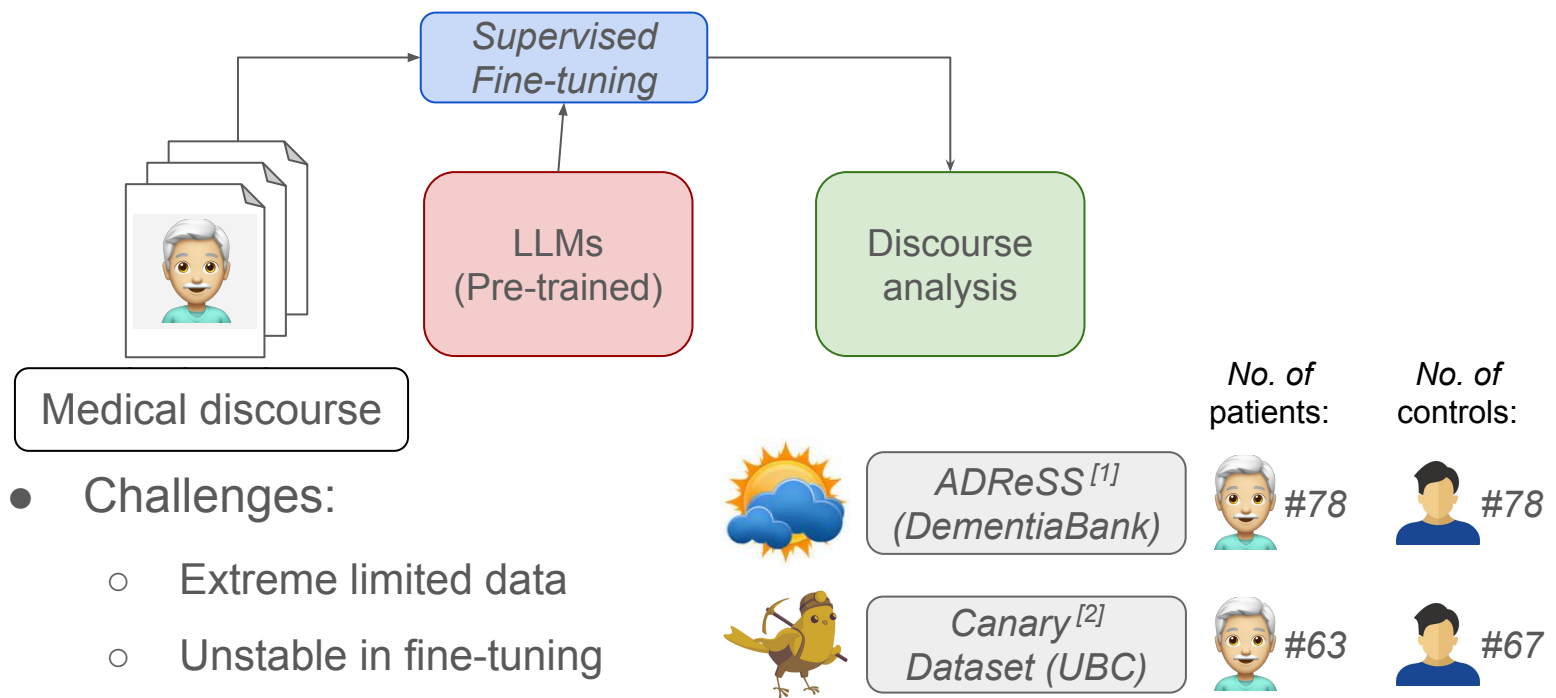 Supervised
Fine-tuning
LLMs
(Pre-trained)
Discourse
analysis
Medical discourse
● Challenges:
○ Extreme limited data
○ Unstable in fine-tuning
No. of
patients:
No. of
controls:
ADReSS [1]
(DementiaBank)
#78
#78
Canary [2]
Dataset (UBC)
#63
#67